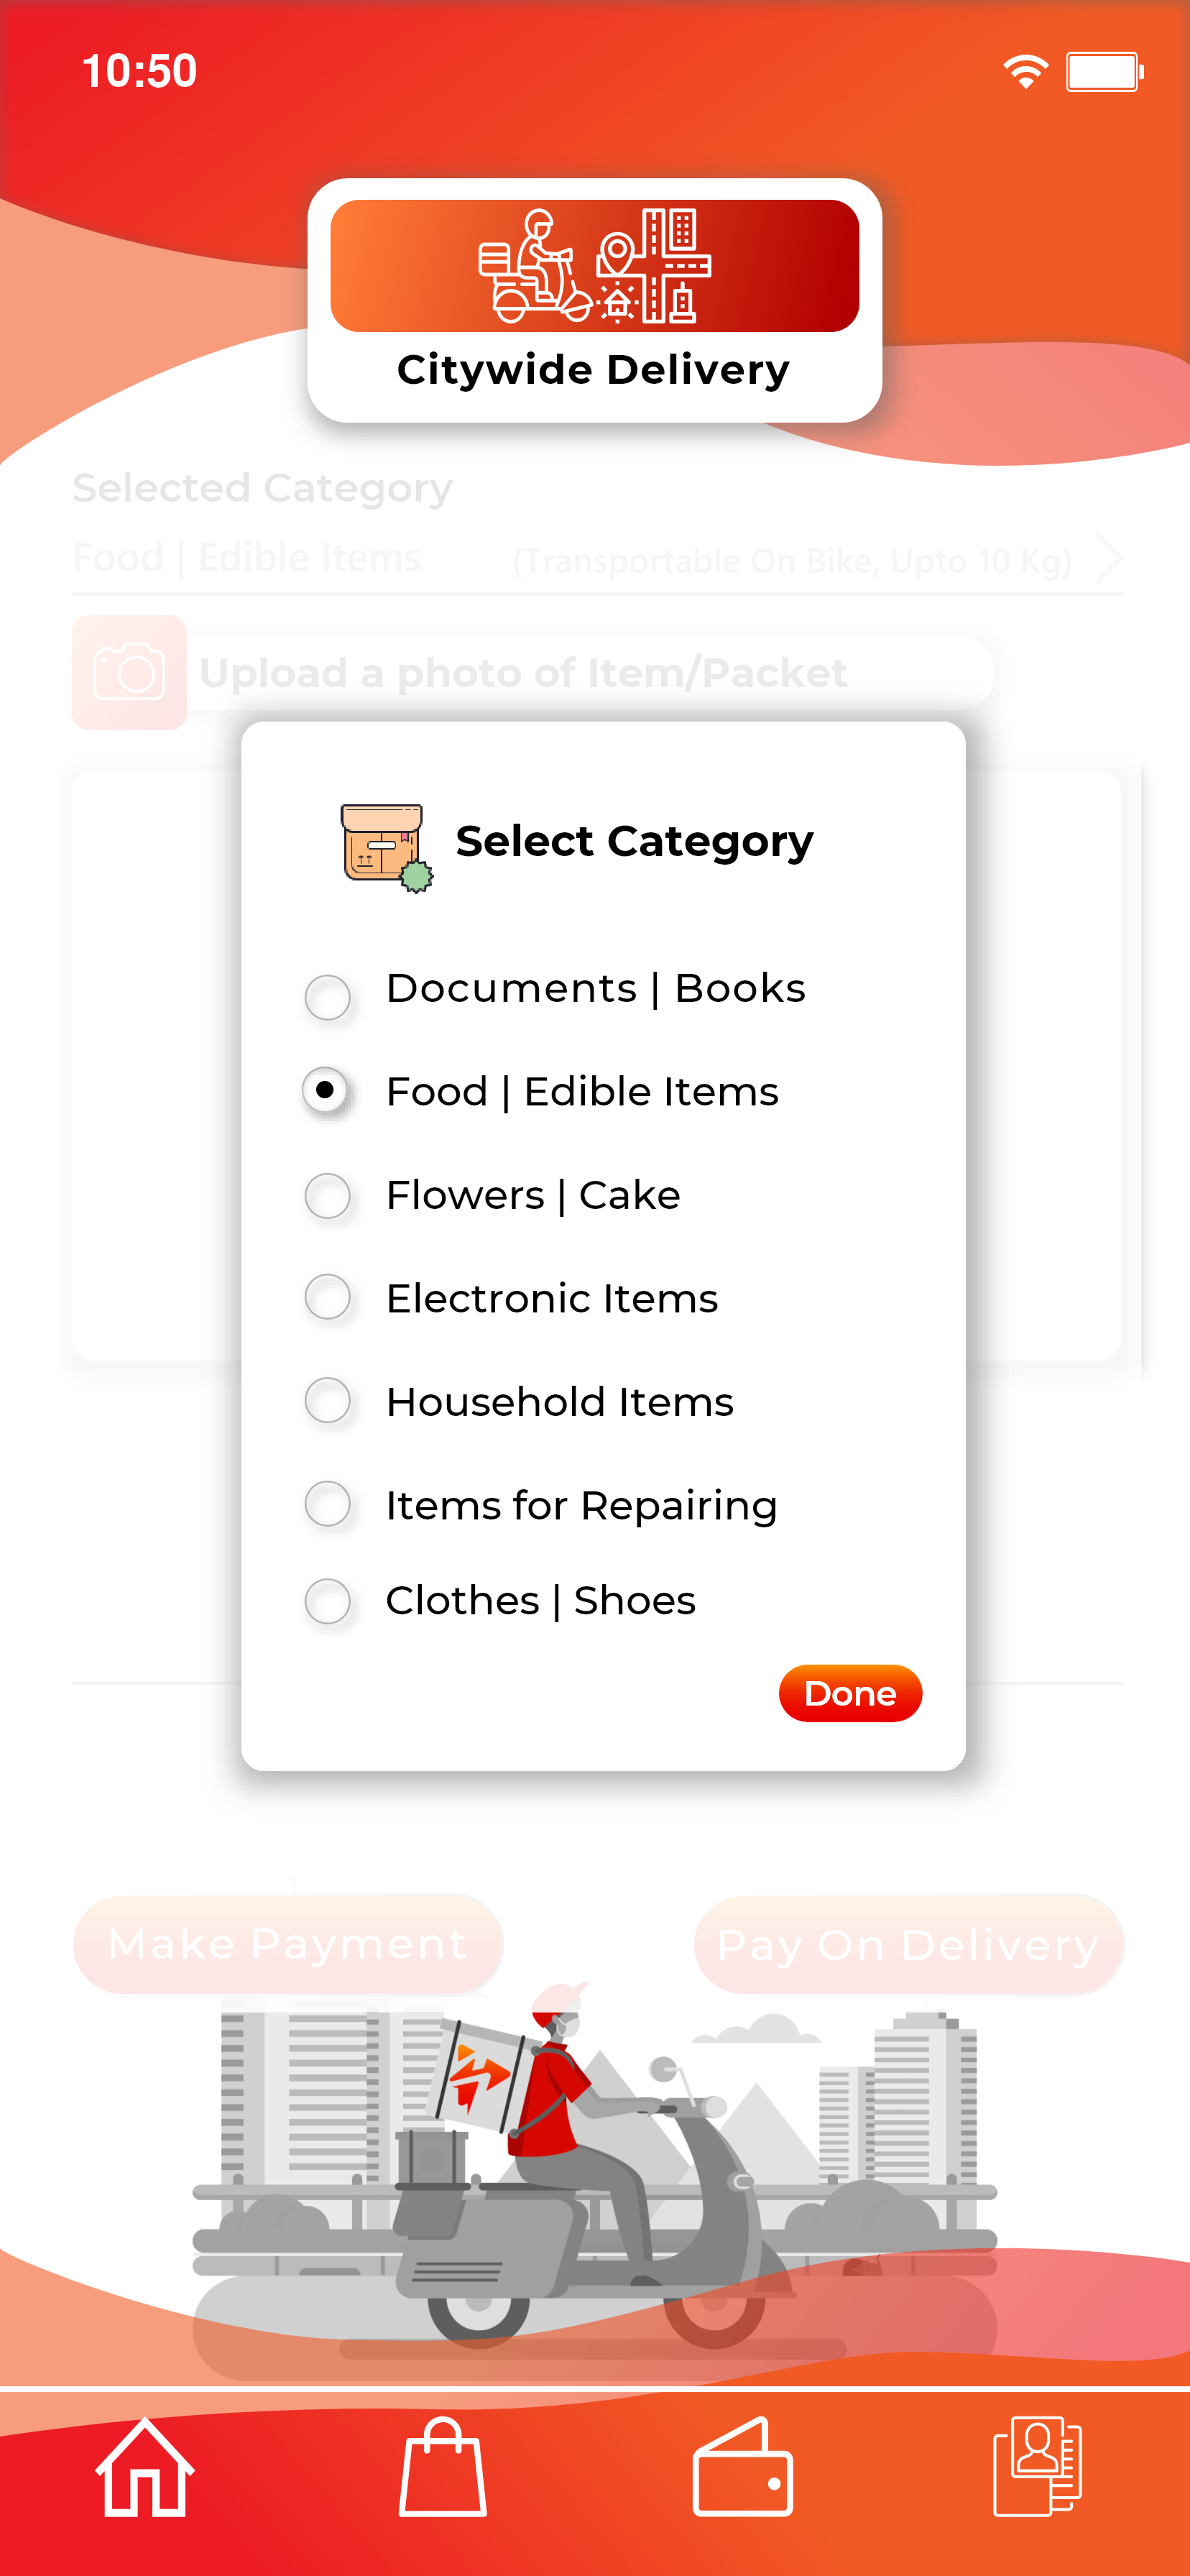 10:50
Citywide Delivery
Selected Category
Food | Edible Items (Transportable On Bike, Upto 10 Kg)
Upload a photo of Item/Packet
Select Category
Documents | Books
Food | Edible Items
Flowers | Cake
Electronic Items
Household Items
Items for Repairing
Clothes | Shoes
Done
Make Payment Pay On Delivery